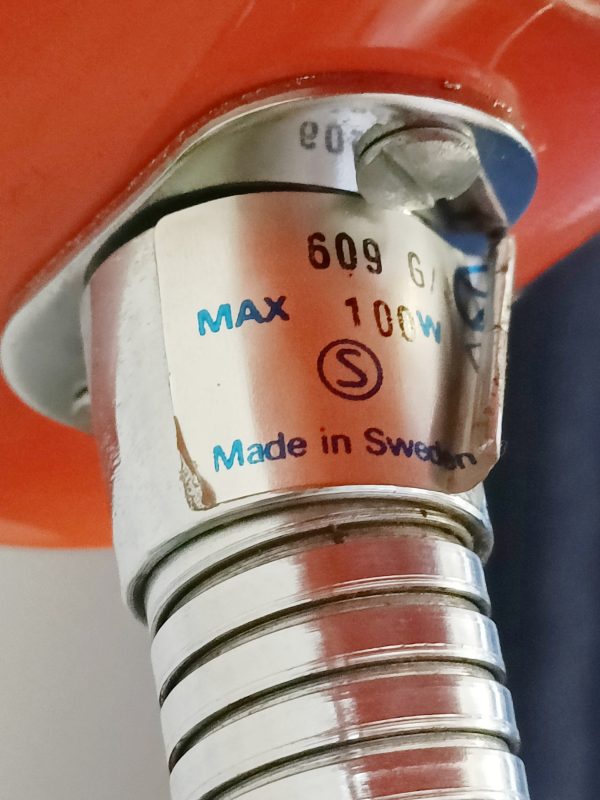 609 G/
MAX 100W
S
Made in Sweden